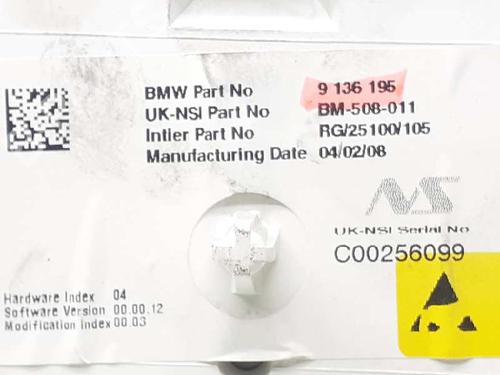 BMW Part No 9 136 195
UK-NSI Part No BM-508-011
Intier Part No RG/25100/105
Manufacturing Date 04/02/08
UK-NSI Serial No
C00256099
Hardware Index 04
Software Version 00.00.12
Modification Index 00.03